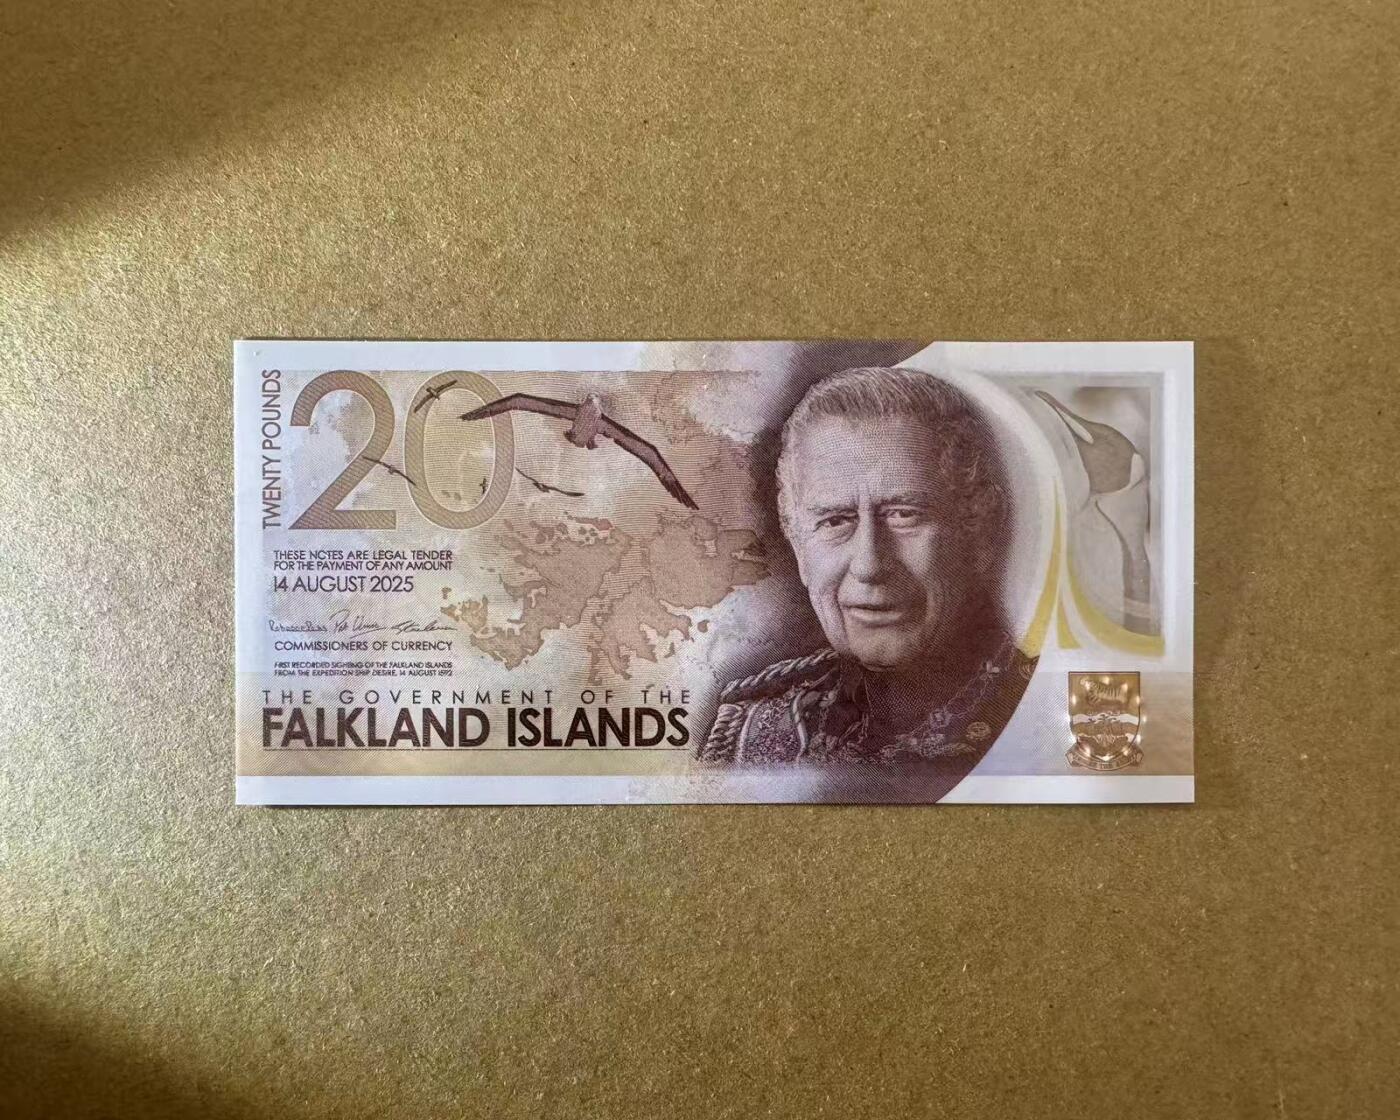 TWENTY POUNDS
20
THESE NOTES ARE LEGAL TENDER
FOR THE PAYMENT OF ANY AMOUNT
14 AUGUST 2025
COMMISSIONERS OF CURRENCY
FIRST RECORDED SIGHTING OF THE FALKLAND ISLANDS
FROM THE EXPEDITION SHIP DESIRE, 14 AUGUST 1592
THE GOVERNMENT OF THE
FALKLAND ISLANDS